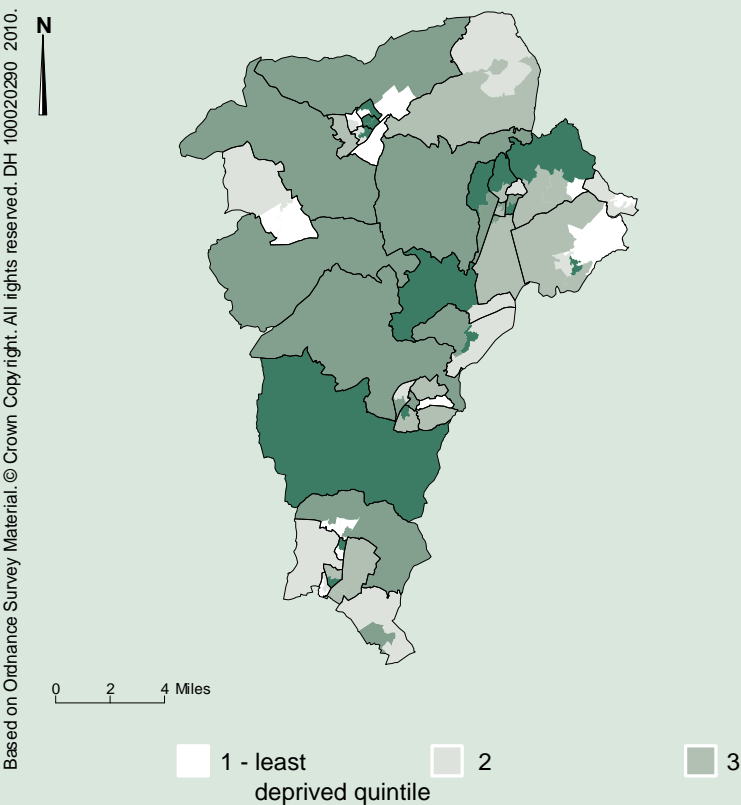 Based on Ordnance Survey Material. © Crown Copyright. All rights reserved. DH 100020290 2010.
N
0 2 4 Miles
1 - least
deprived quintile
2
3